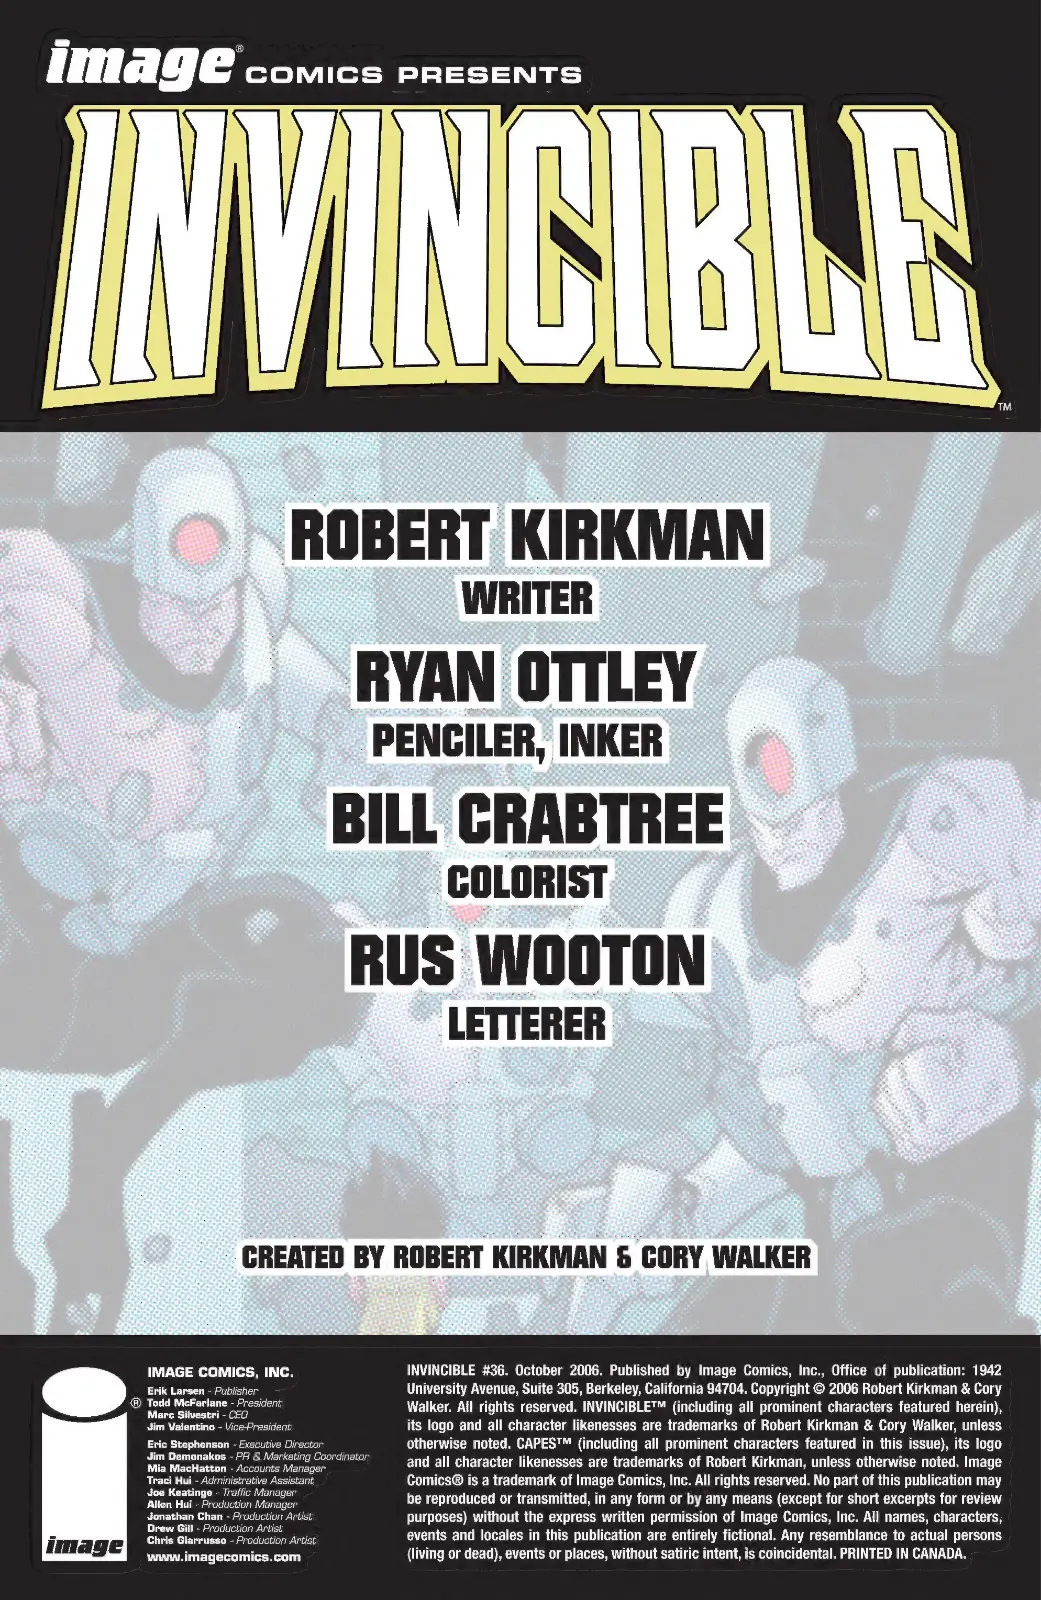 image® COMICS PRESENTS
INVINCIBLE™
ROBERT KIRKMAN
WRITER
RYAN OTTLEY
PENCILER, INKER
BILL CRABTREE
COLORIST
RUS WOOTON
LETTERER
CREATED BY ROBERT KIRKMAN & CORY WALKER
®
image
IMAGE COMICS, INC.
Erik Larsen - Publisher
Todd McFarlane - President
Marc Silvestri - CEO
Jim Valentino - Vice-President
Eric Stephenson - Executive Director
Jim Demonakos - PR & Marketing Coordinator
Mia MacHatton - Accounts Manager
Traci Hui - Administrative Assistant
Joe Keatinge - Traffic Manager
Allen Hui - Production Manager
Jonathan Chan - Production Artist
Drew Gill - Production Artist
Chris Giarrusso - Production Artist
www.imagecomics.com
INVINCIBLE #36. October 2006. Published by Image Comics, Inc., Office of publication: 1942
University Avenue, Suite 305, Berkeley, California 94704. Copyright © 2006 Robert Kirkman & Cory
Walker. All rights reserved. INVINCIBLE™ (including all prominent characters featured herein),
its logo and all character likenesses are trademarks of Robert Kirkman & Cory Walker, unless
otherwise noted. CAPES™ (including all prominent characters featured in this issue), its logo
and all character likenesses are trademarks of Robert Kirkman, unless otherwise noted. Image
Comics® is a trademark of Image Comics, Inc. All rights reserved. No part of this publication may
be reproduced or transmitted, in any form or by any means (except for short excerpts for review
purposes) without the express written permission of Image Comics, Inc. All names, characters,
events and locales in this publication are entirely fictional. Any resemblance to actual persons
(living or dead), events or places, without satiric intent, is coincidental. PRINTED IN CANADA.